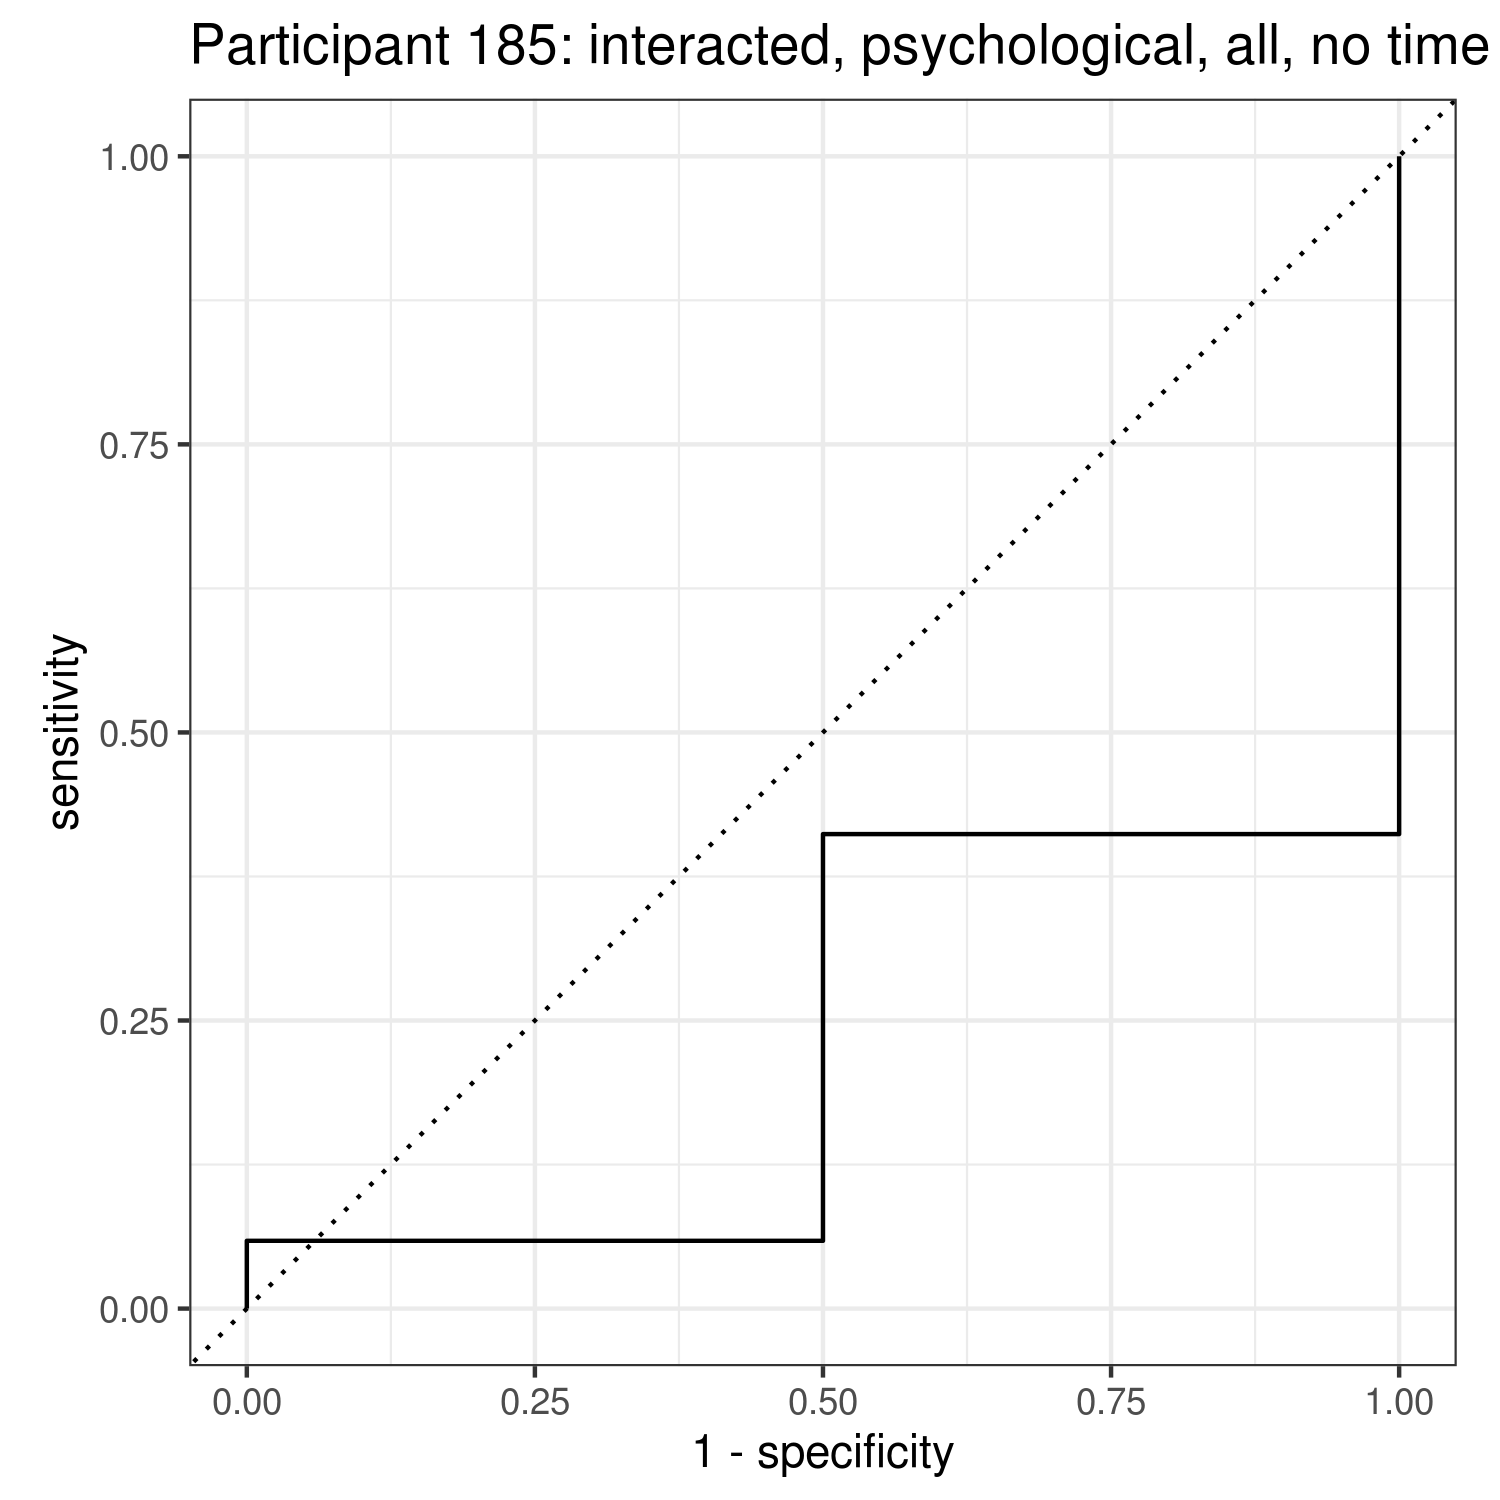 Participant 185: interacted, psychological, all, no time
1.00
0.75
0.50
0.25
0.00
sensitivity
0.00 0.25 0.50 0.75 1.00
1 - specificity